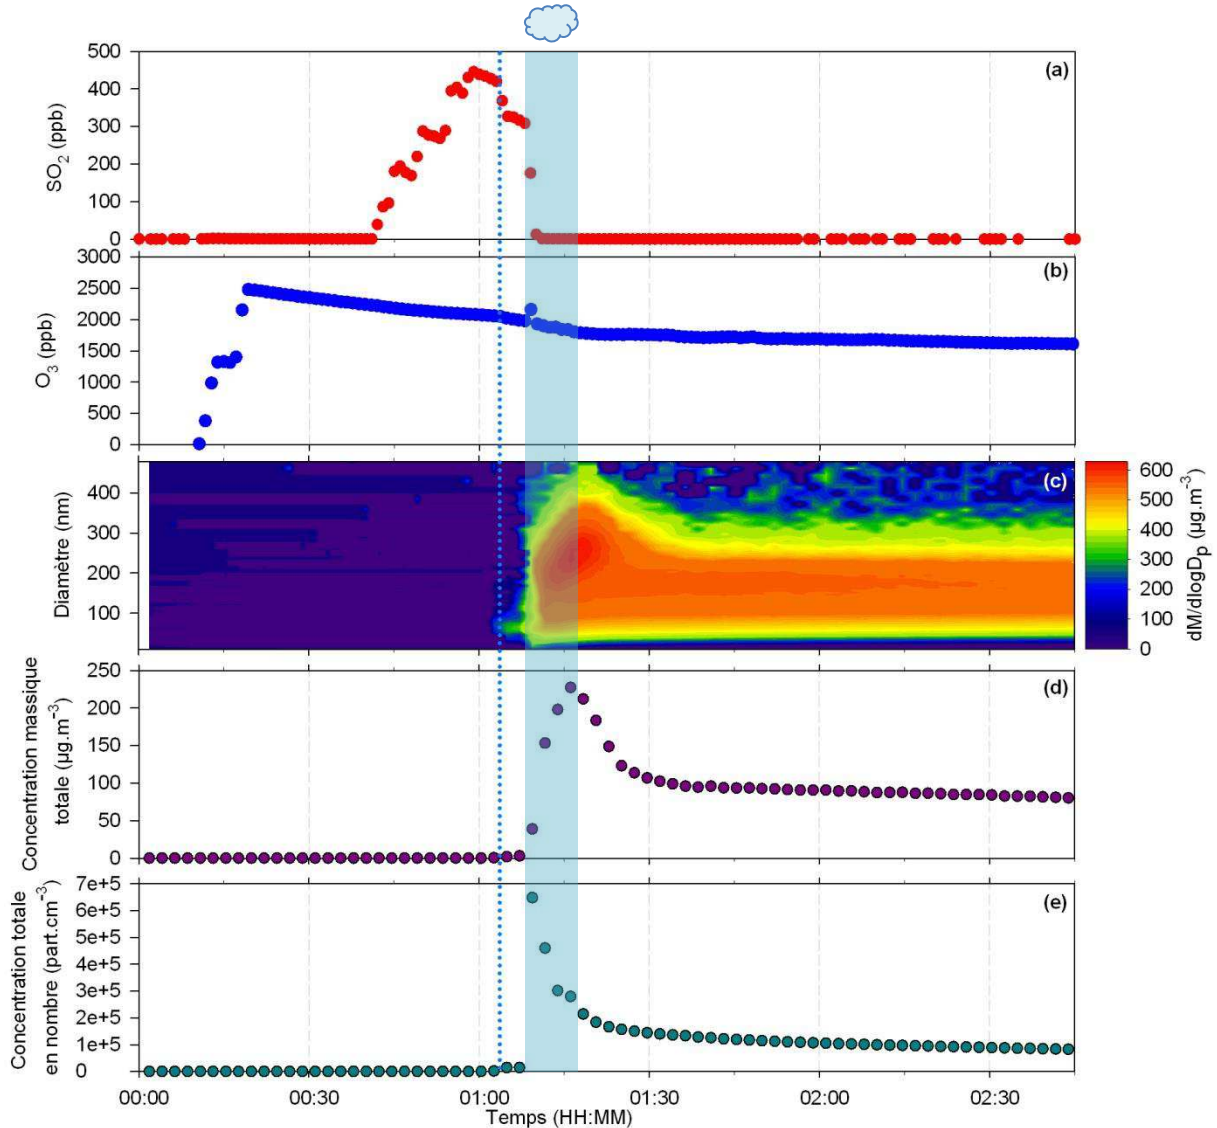 (a)
SO2 (ppb)
500
400
300
200
100
0
(b)
O3 (ppb)
3000
2500
2000
1500
1000
500
0
(c)
Diamètre (nm)
400
300
200
100
600
500
400
300
200
100
0
dM/dlogDp (µg.m-3)
(d)
Concentration massique
totale (µg.m-3)
250
200
150
100
50
0
(e)
Concentration totale
en nombre (part.cm-3)
7e+5
6e+5
5e+5
4e+5
3e+5
2e+5
1e+5
0
00:00 00:30 01:00 01:30 02:00 02:30
Temps (HH:MM)